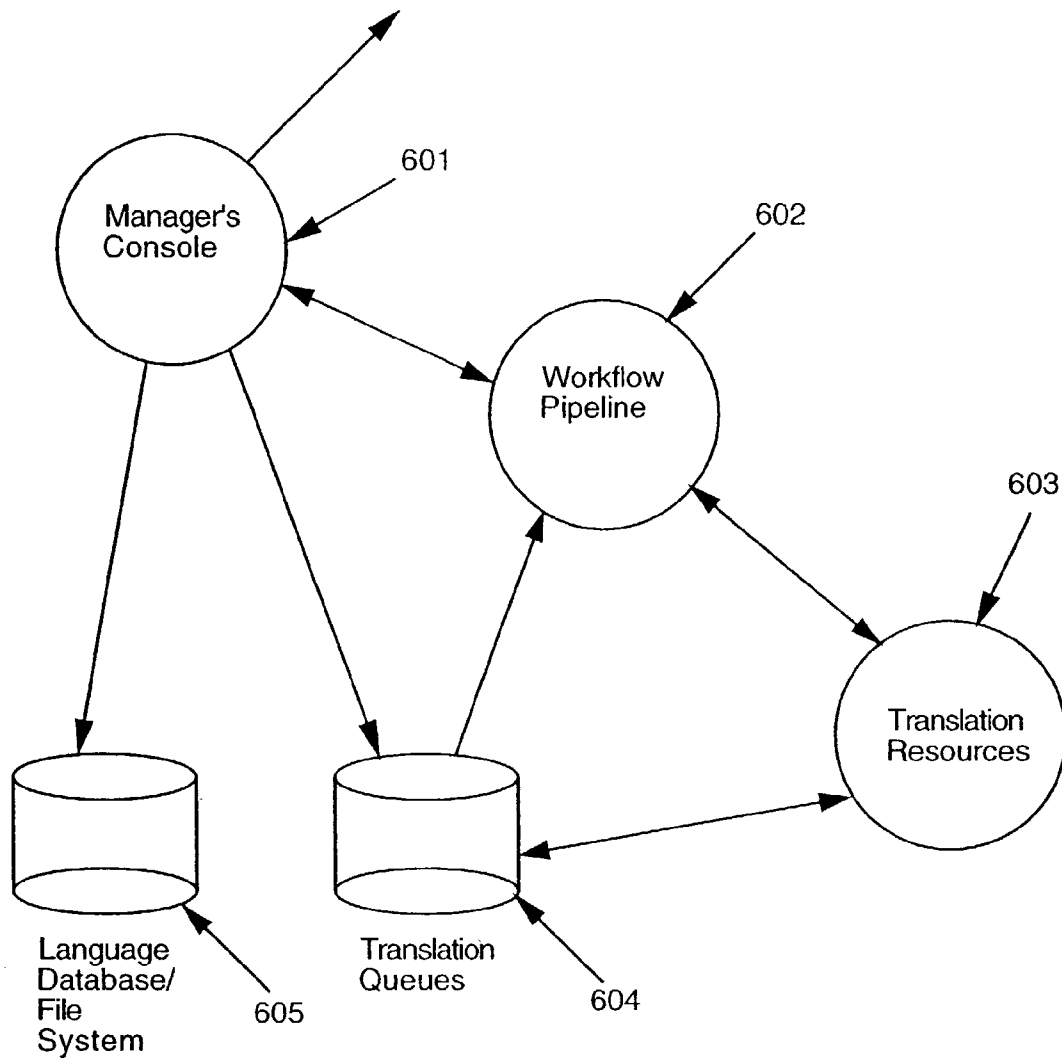 601
Manager's
Console
602
Workflow
Pipeline
603
Translation
Resources
Language
Database/
File
System
605
Translation
Queues
604